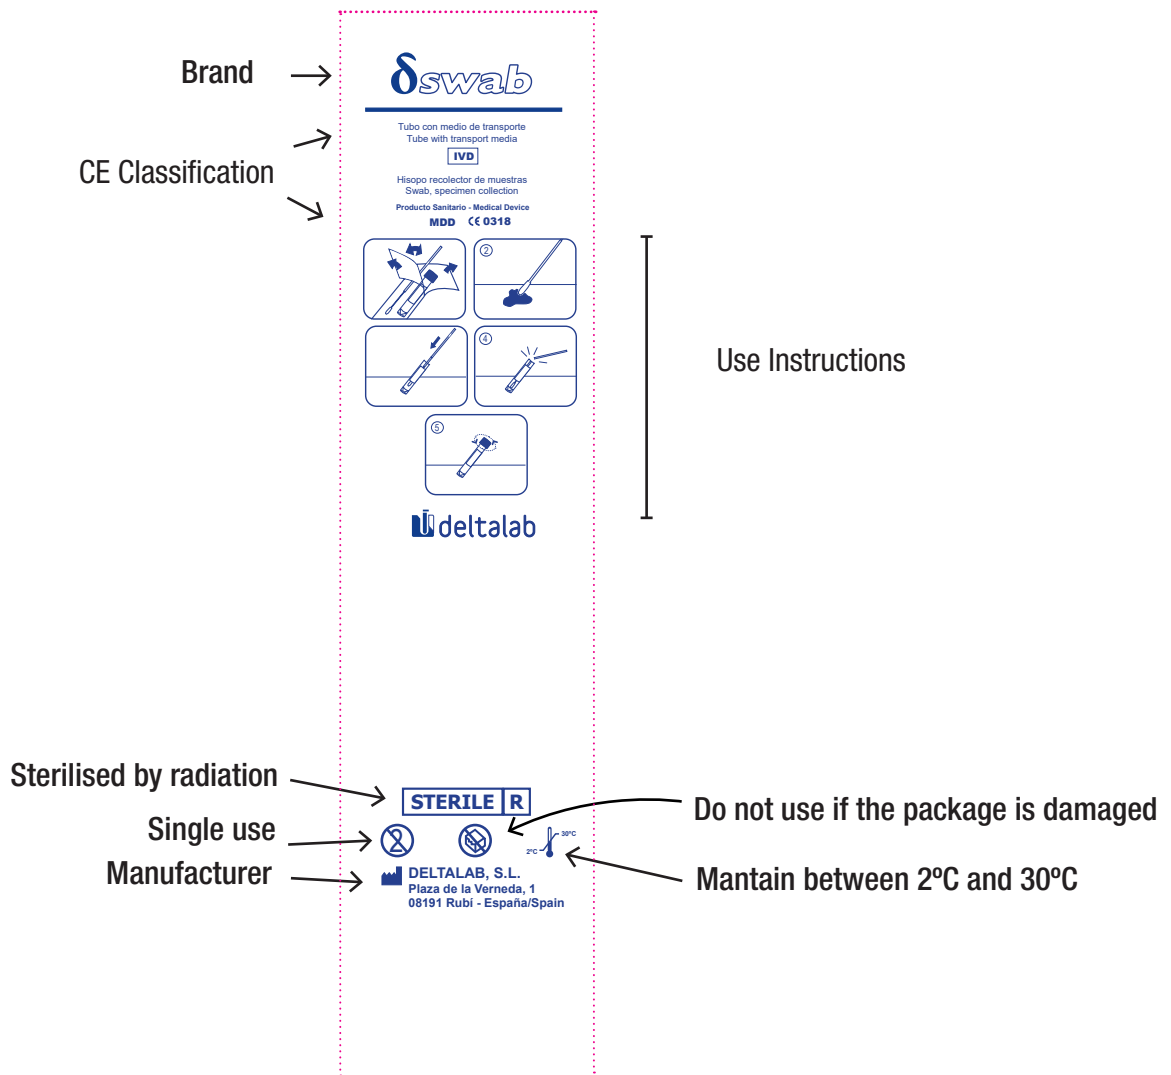 Brand
δswab
CE Classification
Tubo con medio de transporte
Tube with transport media
IVD
Hisopo recolector de muestras
Swab, specimen collection
Producto Sanitario - Medical Device
MDD CE 0318
2
4
5
Use Instructions
deltalab
Sterilised by radiation
STERILE R
Do not use if the package is damaged
Single use
2
2ºC 30ºC
Mantain between 2ºC and 30ºC
Manufacturer
DELTALAB, S.L.
Plaza de la Verneda, 1
08191 Rubí - España/Spain